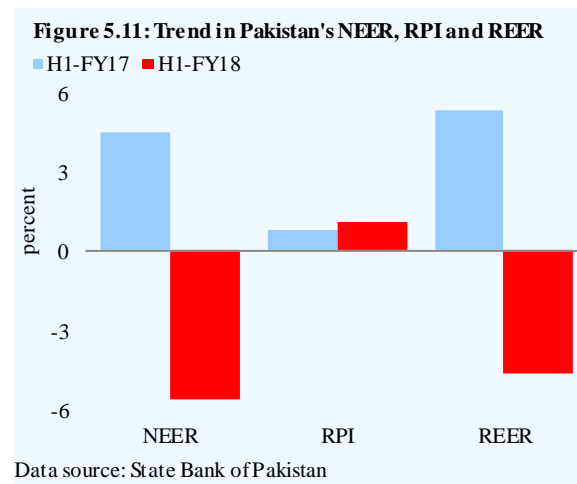 Figure 5.11: Trend in Pakistan's NEER, RPI and REER
H1-FY17 H1-FY18
6
3
0
-3
-6
percent
NEER RPI REER
Data source: State Bank of Pakistan